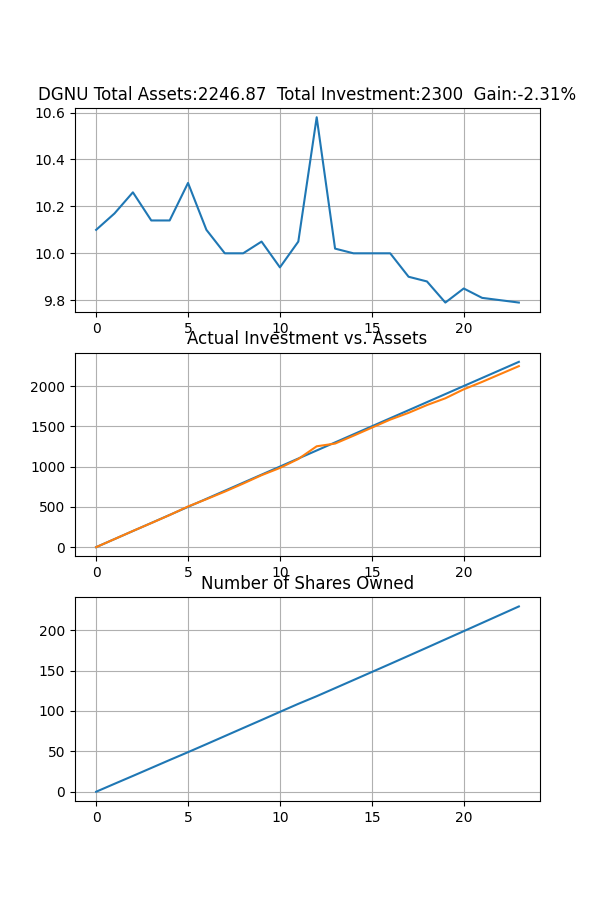 DGNU Total Assets:2246.87  Total Investment:2300  Gain:-2.31%
10.6
10.4
10.2
10.0
9.8
0 5 10 15 20
Actual Investment vs. Assets
2000
1500
1000
500
0
0 5 10 15 20
Number of Shares Owned
200
150
100
50
0
0 5 10 15 20